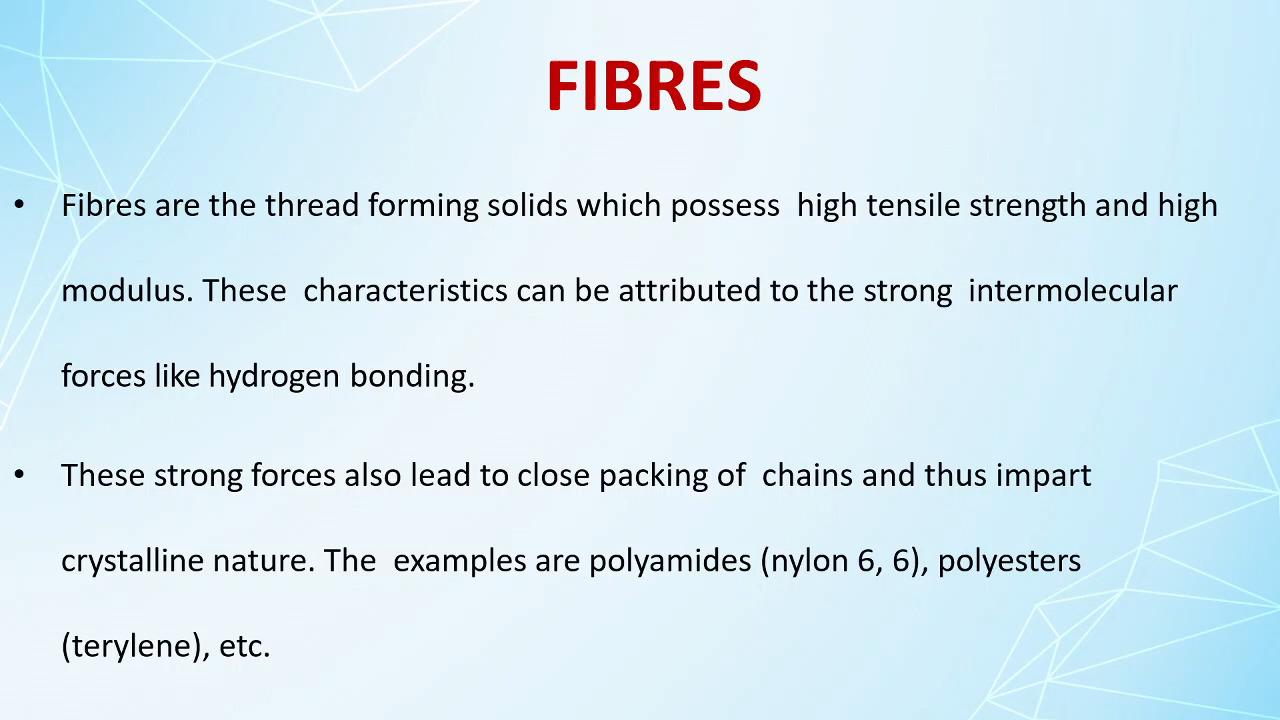 FIBRES
• Fibres are the thread forming solids which possess  high tensile strength and high
modulus. These  characteristics can be attributed to the strong  intermolecular
forces like hydrogen bonding.
• These strong forces also lead to close packing of  chains and thus impart
crystalline nature. The  examples are polyamides (nylon 6, 6), polyesters
(terylene), etc.